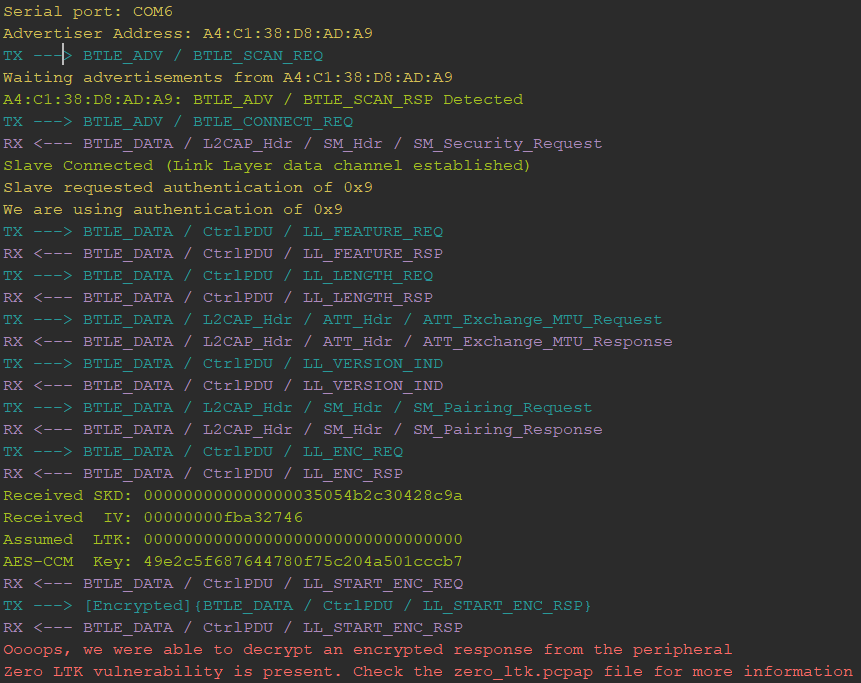 Serial port: COM6
Advertiser Address: A4:C1:38:D8:AD:A9
TX ---> BTLE_ADV / BTLE_SCAN_REQ
Waiting advertisements from A4:C1:38:D8:AD:A9
A4:C1:38:D8:AD:A9: BTLE_ADV / BTLE_SCAN_RSP Detected
TX ---> BTLE_ADV / BTLE_CONNECT_REQ
RX <--- BTLE_DATA / L2CAP_Hdr / SM_Hdr / SM_Security_Request
Slave Connected (Link Layer data channel established)
Slave requested authentication of 0x9
We are using authentication of 0x9
TX ---> BTLE_DATA / CtrlPDU / LL_FEATURE_REQ
RX <--- BTLE_DATA / CtrlPDU / LL_FEATURE_RSP
TX ---> BTLE_DATA / CtrlPDU / LL_LENGTH_REQ
RX <--- BTLE_DATA / CtrlPDU / LL_LENGTH_RSP
TX ---> BTLE_DATA / L2CAP_Hdr / ATT_Hdr / ATT_Exchange_MTU_Request
RX <--- BTLE_DATA / L2CAP_Hdr / ATT_Hdr / ATT_Exchange_MTU_Response
TX ---> BTLE_DATA / CtrlPDU / LL_VERSION_IND
RX <--- BTLE_DATA / CtrlPDU / LL_VERSION_IND
TX ---> BTLE_DATA / L2CAP_Hdr / SM_Hdr / SM_Pairing_Request
RX <--- BTLE_DATA / L2CAP_Hdr / SM_Hdr / SM_Pairing_Response
TX ---> BTLE_DATA / CtrlPDU / LL_ENC_REQ
RX <--- BTLE_DATA / CtrlPDU / LL_ENC_RSP
Received SKD: 000000000000000035054b2c30428c9a
Received  IV: 00000000fba32746
Assumed  LTK: 00000000000000000000000000000000
AES-CCM  Key: 49e2c5f687644780f75c204a501cccb7
RX <--- BTLE_DATA / CtrlPDU / LL_START_ENC_REQ
TX ---> [Encrypted]{BTLE_DATA / CtrlPDU / LL_START_ENC_RSP}
RX <--- BTLE_DATA / CtrlPDU / LL_START_ENC_RSP
Oooops, we were able to decrypt an encrypted response from the peripheral
Zero LTK vulnerability is present. Check the zero_ltk.pcpap file for more information